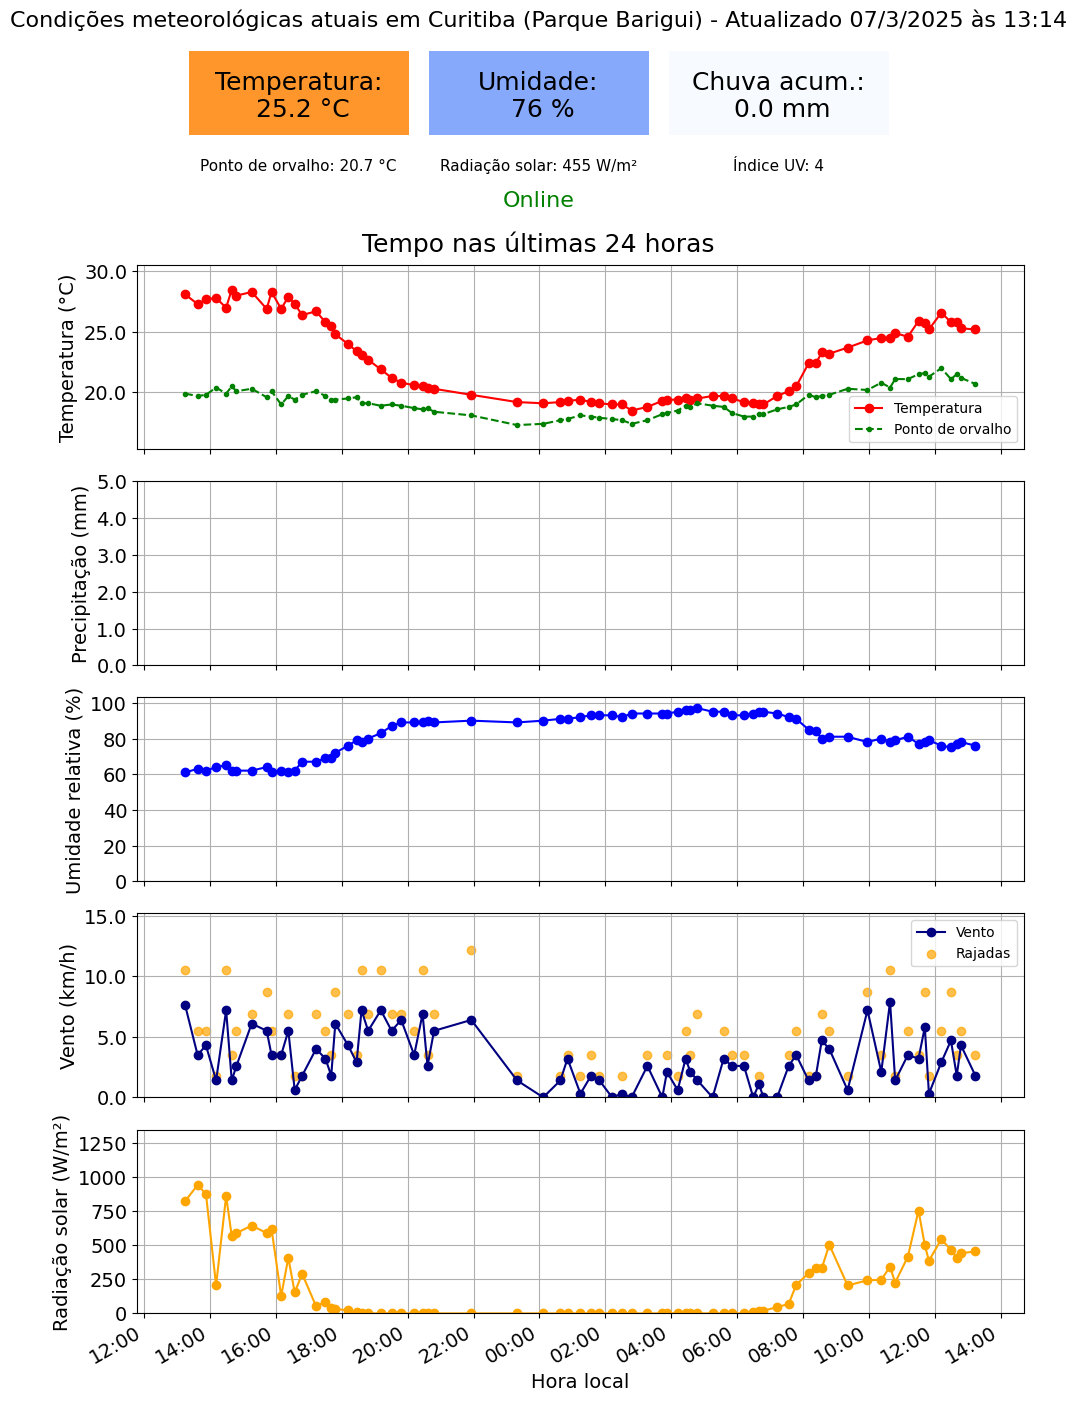 Condições meteorológicas atuais em Curitiba (Parque Barigui) - Atualizado 07/3/2025 às 13:14
Temperatura:
25.2 °C
Umidade:
76 %
Chuva acum.:
0.0 mm
Ponto de orvalho: 20.7 °C
Radiação solar: 455 W/m²
Índice UV: 4
Online
Tempo nas últimas 24 horas
Temperatura (°C)
30.0
25.0
20.0
Temperatura
Ponto de orvalho
Precipitação (mm)
5.0
4.0
3.0
2.0
1.0
0.0
Umidade relativa (%)
100
80
60
40
20
0
Vento (km/h)
15.0
10.0
5.0
0.0
Vento
Rajadas
Radiação solar (W/m²)
1250
1000
750
500
250
0
12:00 14:00 16:00 18:00 20:00 22:00 00:00 02:00 04:00 06:00 08:00 10:00 12:00 14:00
Hora local